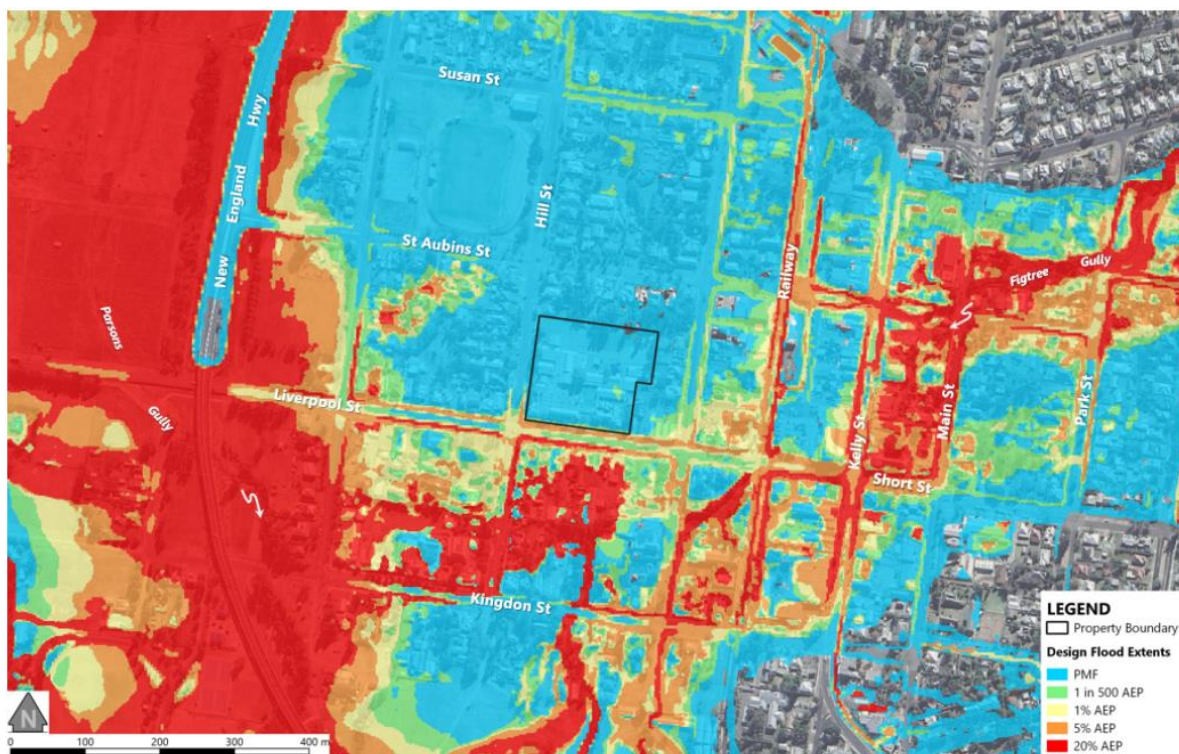 Susan St
New England Hwy
Hill St
St Aubins St
Railway
Figtree Gully
Parsons Gully
Liverpool St
Kelly St
Main St
Park St
Short St
Kingdon St
LEGEND
Property Boundary
Design Flood Extents
PMF
1 in 500 AEP
1% AEP
5% AEP
20% AEP
N
0 100 200 300 400 m